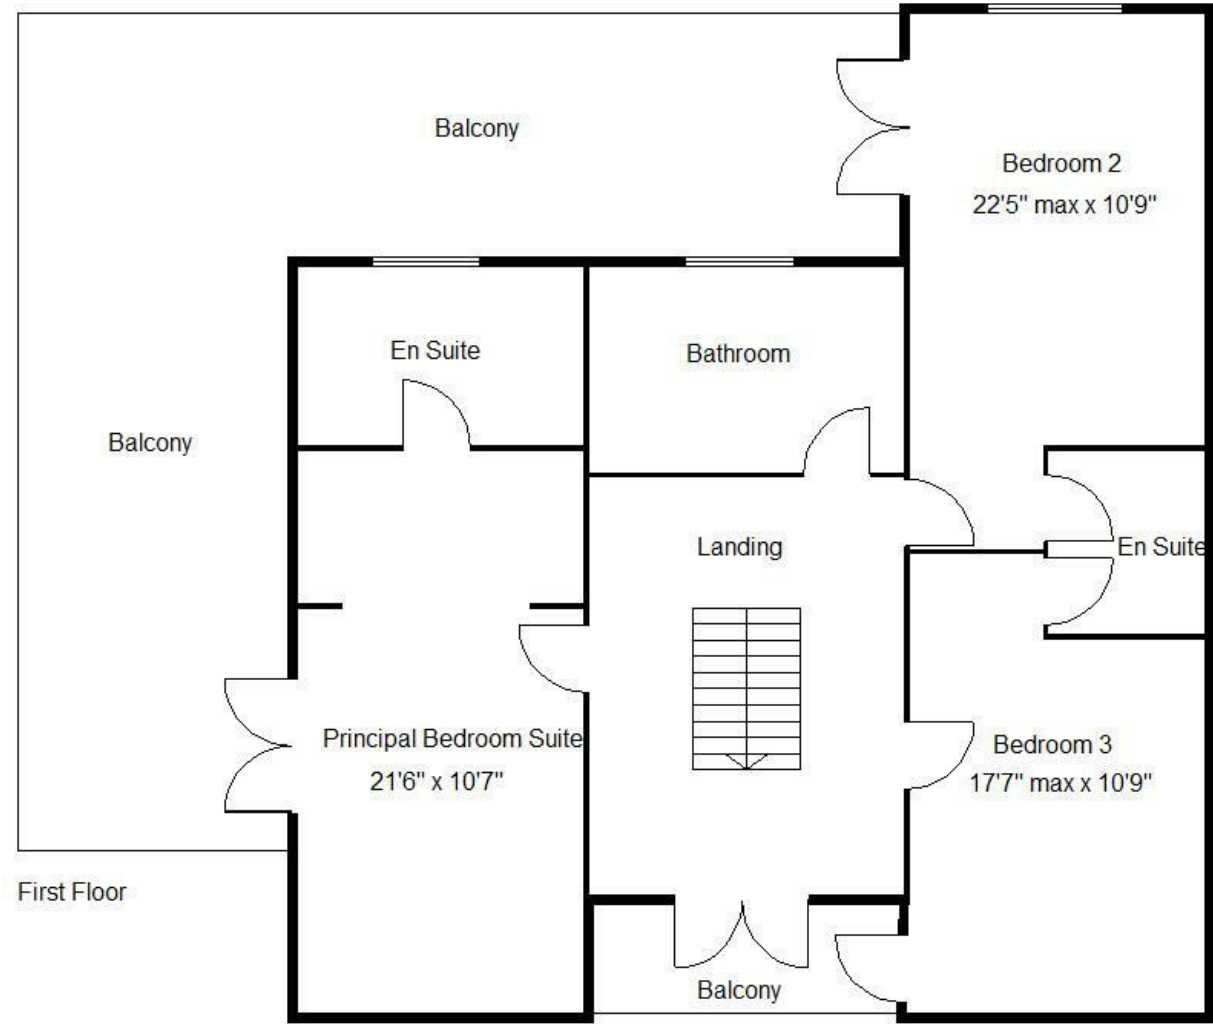 Balcony
Bedroom 2
22'5" max x 10'9"
En Suite
Bathroom
Balcony
Landing
En Suite
Principal Bedroom Suite
21'6" x 10'7"
Bedroom 3
17'7" max x 10'9"
First Floor
Balcony